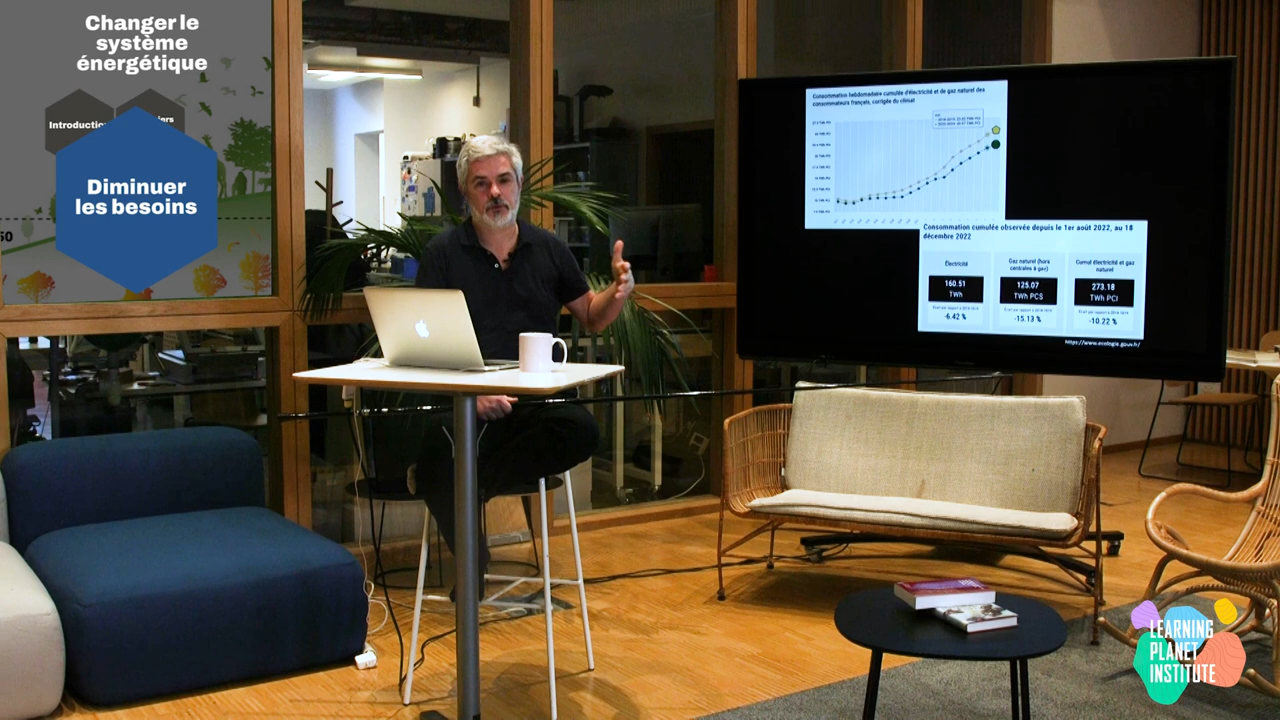 Changer le
système
énergétique
Introduction
iers
Diminuer
les besoins
50
Consommation hebdomadaire cumulée d'électricité et de gaz naturel des
consommateurs français, corrigée du climat
Consommation cumulée observée depuis le 1er août 2022, au 18
décembre 2022
Électricité
160.51
TWh
-6.42 %
Gaz naturel (hors
centrales à gaz)
125.07
TWh PCS
-15.13 %
Cumul électricité et gaz
naturel
273.18
TWh PCI
-10.22 %
https://www.ecologie.gouv.fr/
LEARNING
PLANET
INSTITUTE